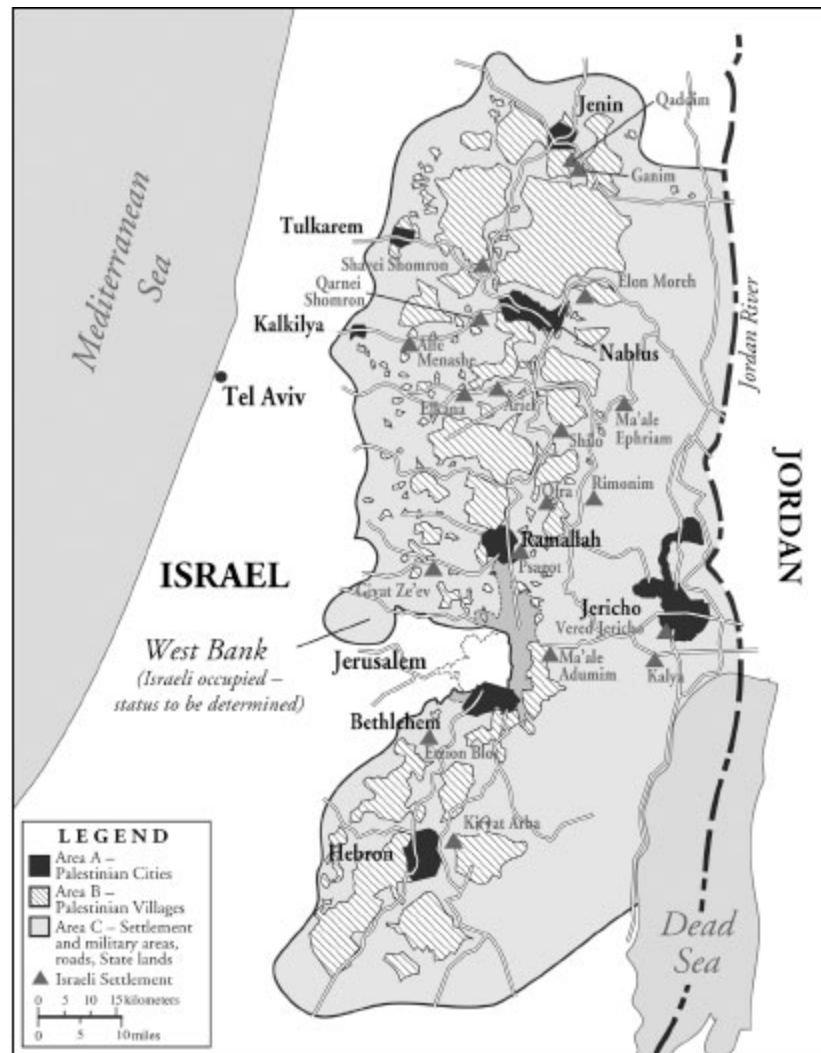 Jenin
Qaddim
Ganim
Mediterranean
Sea
Tulkarem
Shavei Shomron
Qarnei
Shomron
Elon Moreh
Kalkilya
Alfe
Menashe
Nablus
Jordan River
Tel Aviv
Elkana
Ariel
Ma'ale
Ephriam
Shilo
Ofra
Rimonim
JORDAN
Ramallah
Psagot
ISRAEL
Givat Ze'ev
Jericho
Vered Jericho
West Bank
(Israeli occupied –
status to be determined)
Jerusalem
Ma'ale
Adumim
Kalya
Bethlehem
Etzion Bloc
Kiryat Arba
Hebron
Dead
Sea
LEGEND
Area A –
Palestinian Cities
Area B –
Palestinian Villages
Area C – Settlement
and military areas,
roads, State lands
Israeli Settlement
0 5 10 15 kilometers
0 5 10 miles